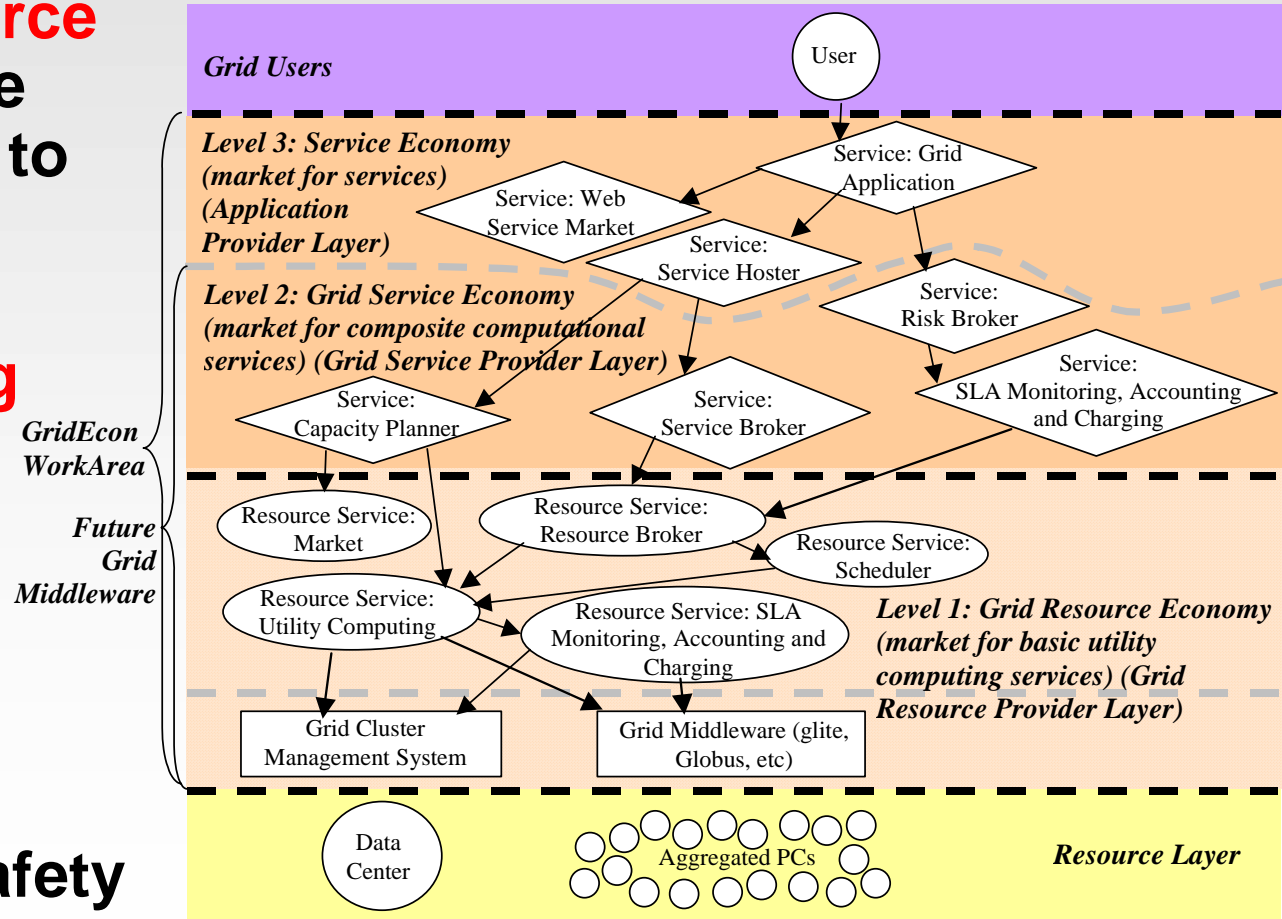 rce
e
to
g
afety
Grid Users
User
Level 3: Service Economy
(market for services)
(Application
Provider Layer)
Service: Grid
Application
Service: Web
Service Market
Service:
Service Hoster
Level 2: Grid Service Economy
(market for composite computational
services) (Grid Service Provider Layer)
Service:
Risk Broker
Service:
Capacity Planner
Service:
Service Broker
Service:
SLA Monitoring, Accounting
and Charging
GridEcon
WorkArea
Future
Grid
Middleware
Resource Service:
Market
Resource Service:
Resource Broker
Resource Service:
Scheduler
Resource Service:
Utility Computing
Resource Service: SLA
Monitoring, Accounting and
Charging
Level 1: Grid Resource Economy
(market for basic utility
computing services) (Grid
Resource Provider Layer)
Grid Cluster
Management System
Grid Middleware (glite,
Globus, etc)
Data
Center
Aggregated PCs
Resource Layer